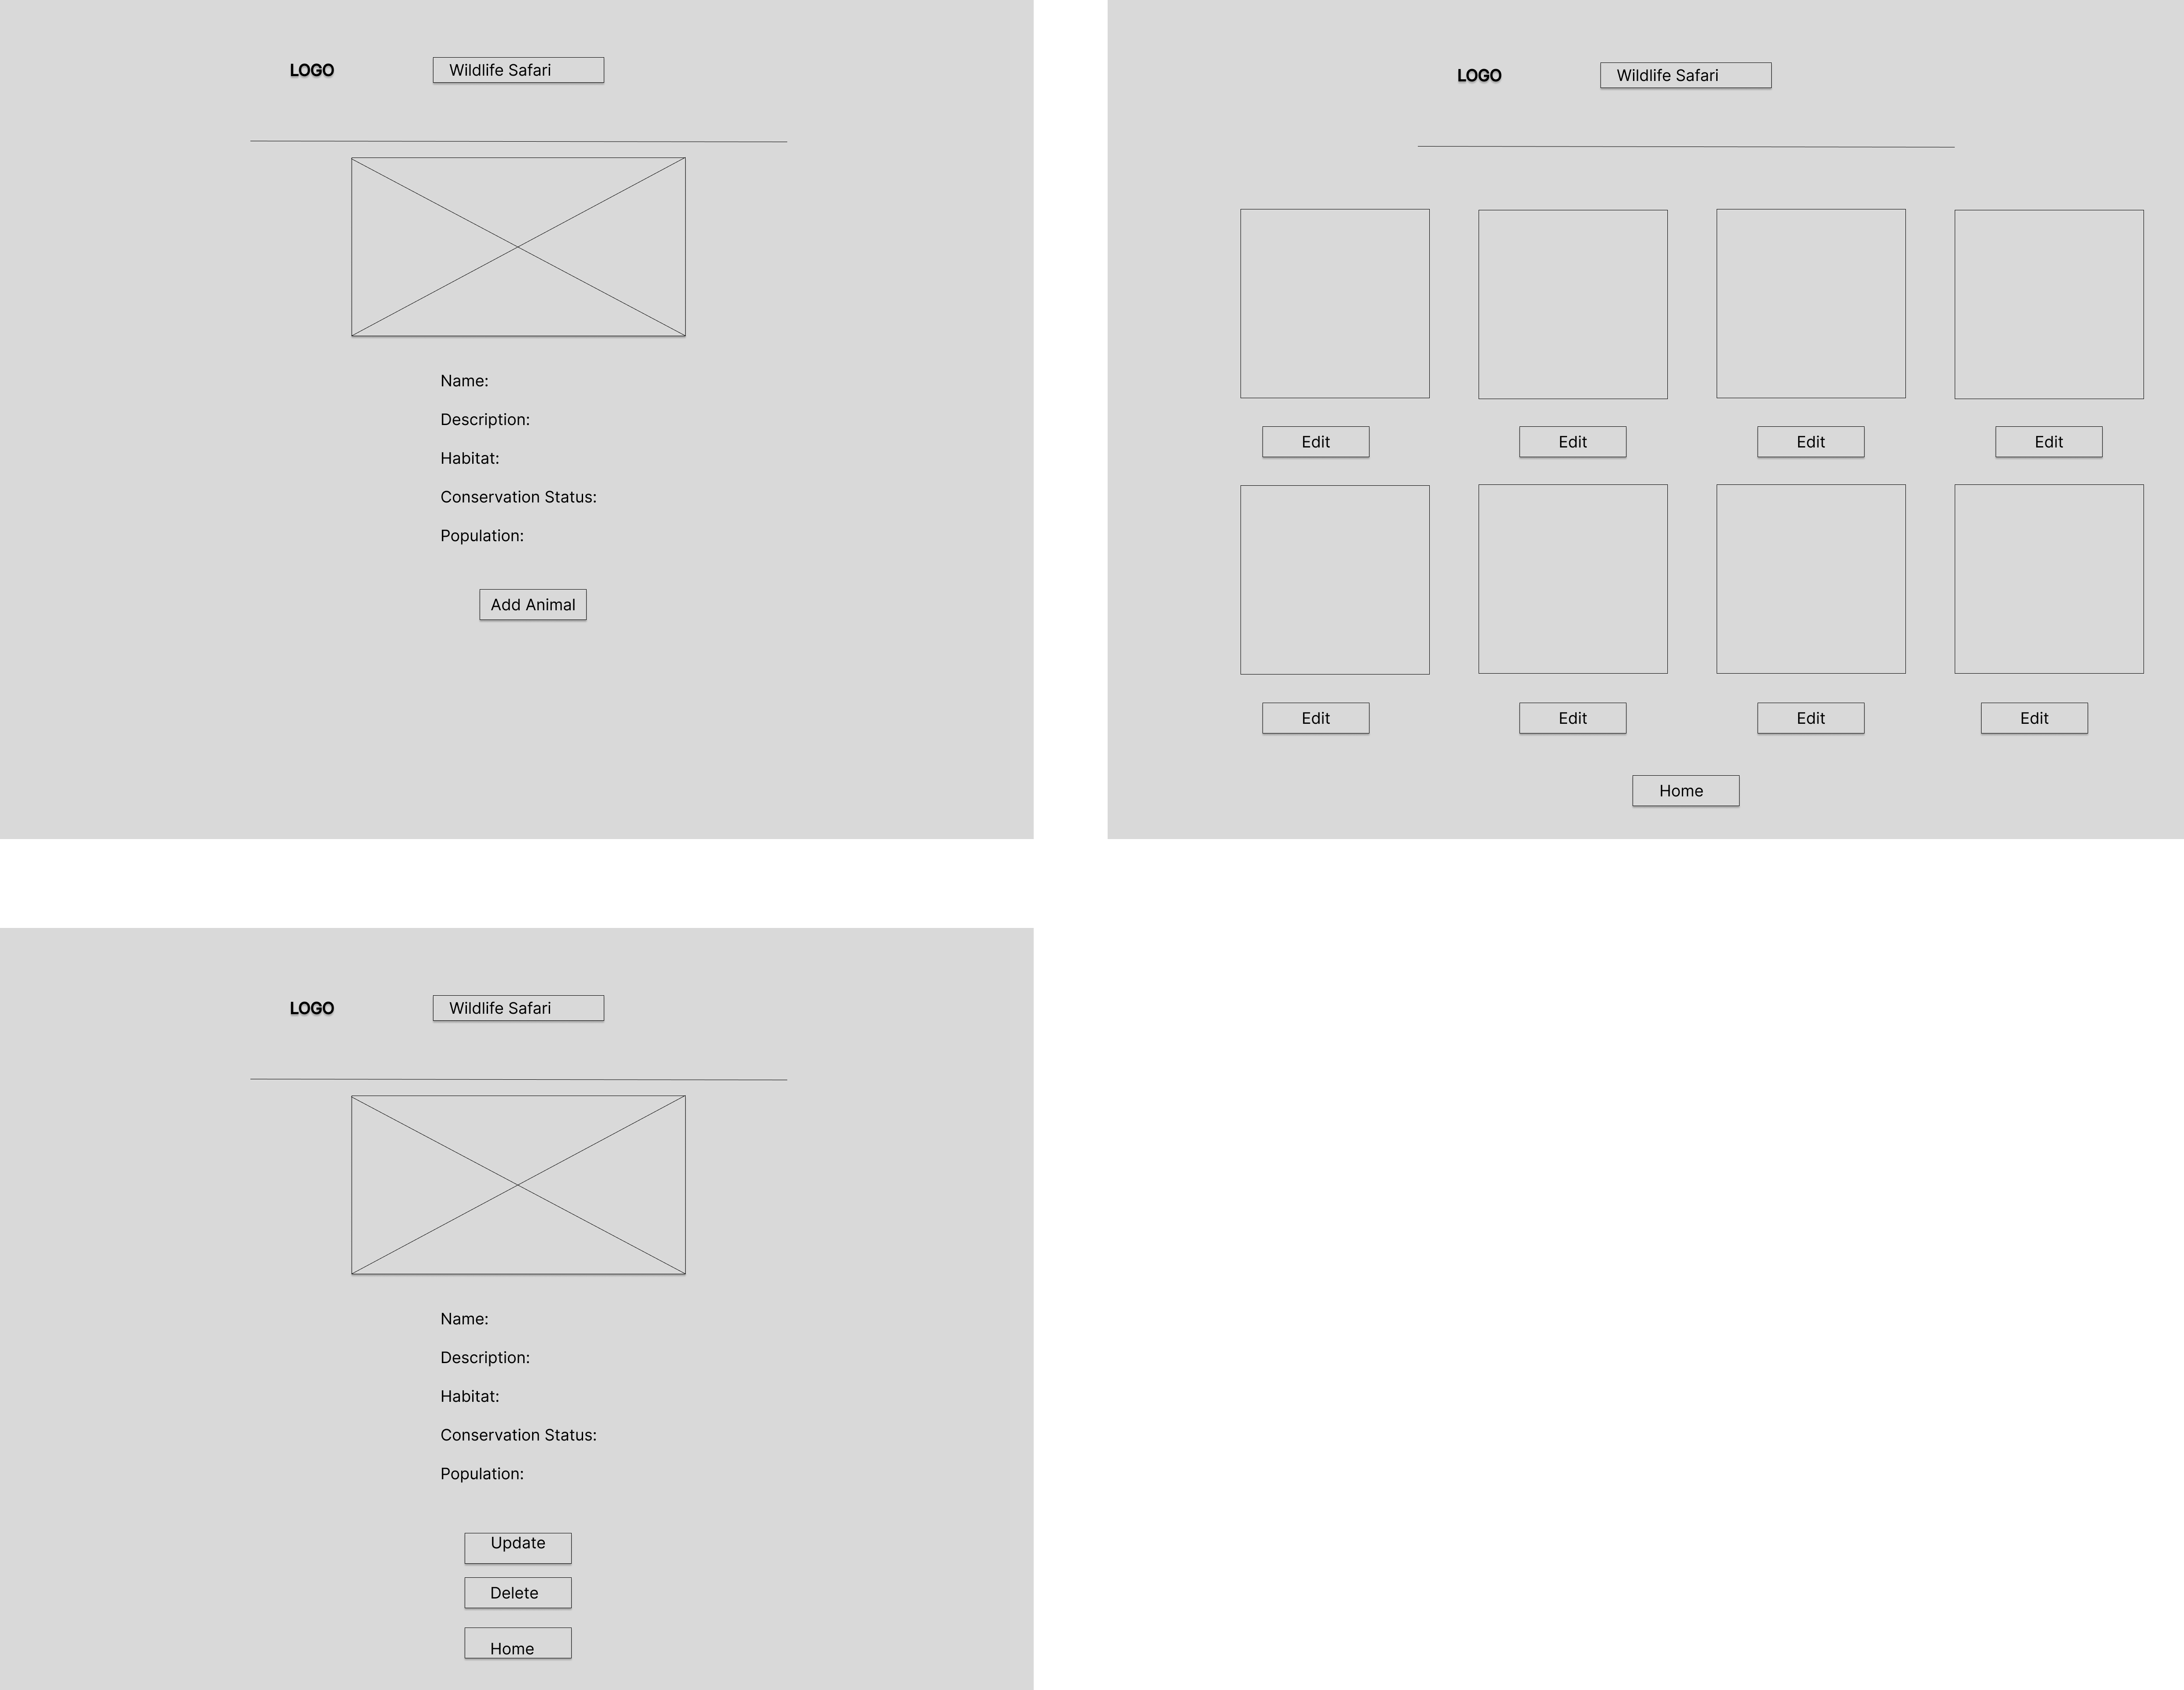 LOGO
Wildlife Safari
Name:
Description:
Habitat:
Conservation Status:
Population:
Add Animal
LOGO
Wildlife Safari
Edit
Edit
Edit
Edit
Edit
Edit
Edit
Edit
Home
LOGO
Wildlife Safari
Name:
Description:
Habitat:
Conservation Status:
Population:
Update
Delete
Home